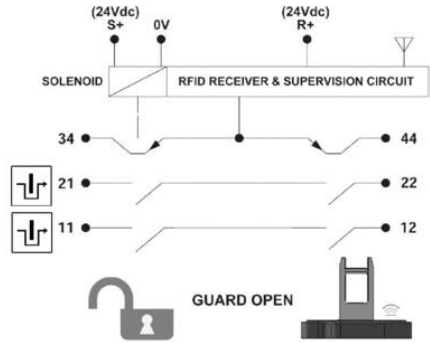 (24Vdc) (24Vdc)
S+ 0V R+
SOLENOID RFID RECEIVER & SUPERVISION CIRCUIT
34 44
21 22
11 12
GUARD OPEN